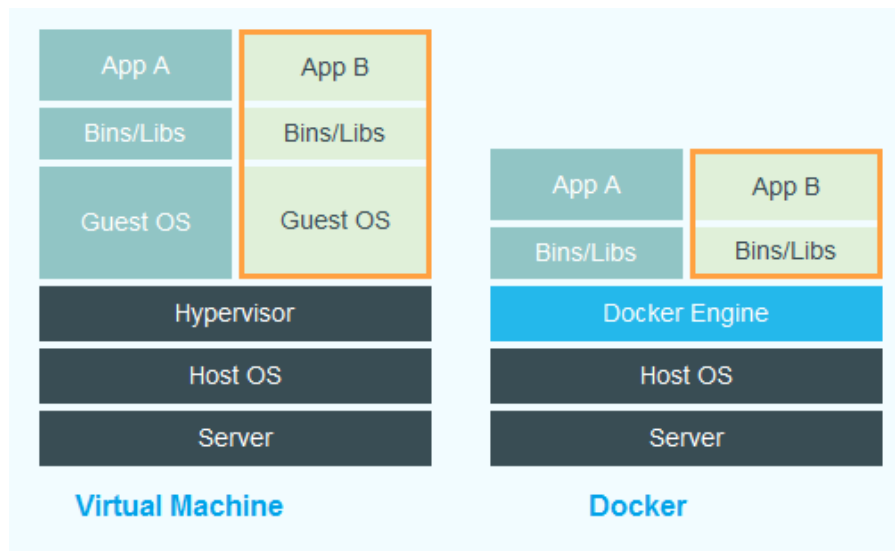 App A
App B
Bins/Libs
Bins/Libs
Guest OS
Guest OS
Hypervisor
Host OS
Server
Virtual Machine
App A
App B
Bins/Libs
Bins/Libs
Docker Engine
Host OS
Server
Docker